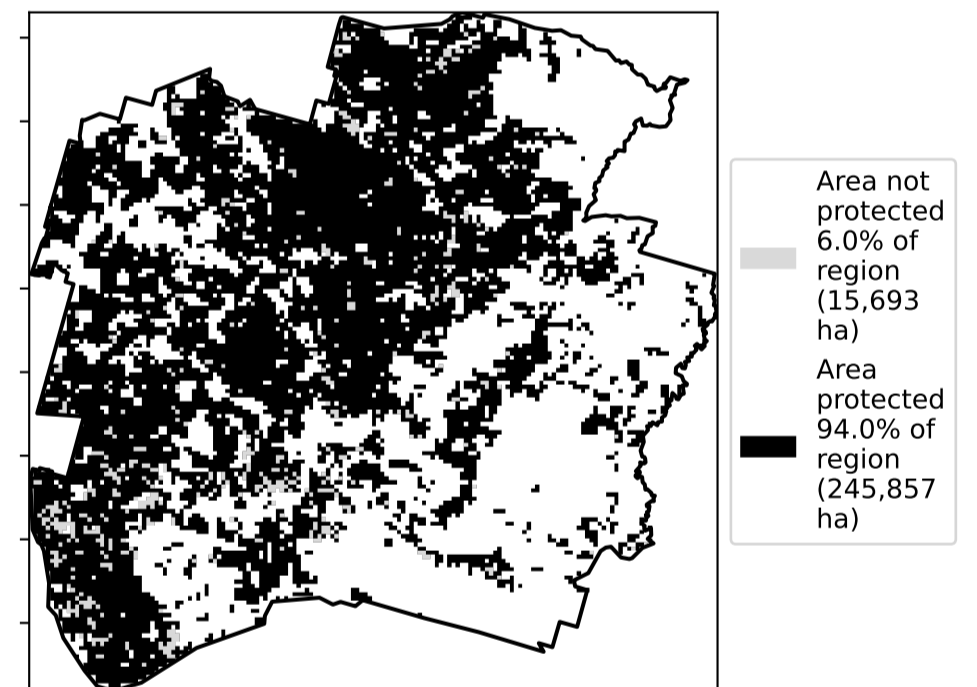 Area not
protected
6.0% of
region
(15,693
ha)
Area
protected
94.0% of
region
(245,857
ha)